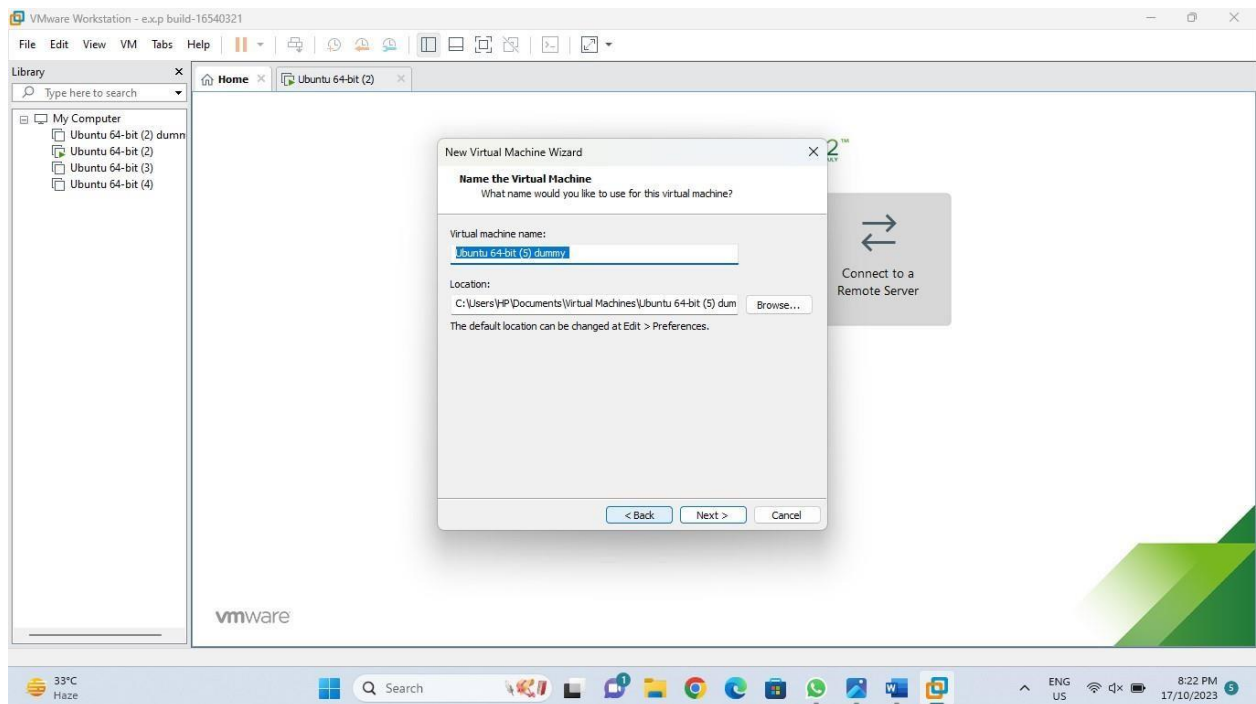 VMware Workstation - e.x.p build-16540321
File Edit View VM Tabs Help
Library
Type here to search
Home
Ubuntu 64-bit (2)
My Computer
Ubuntu 64-bit (2) dumn
Ubuntu 64-bit (2)
Ubuntu 64-bit (3)
Ubuntu 64-bit (4)
New Virtual Machine Wizard
2™
Name the Virtual Machine
What name would you like to use for this virtual machine?
Virtual machine name:
Ubuntu 64-bit (5) dummy
Location:
C:\Users\HP\Documents\Virtual Machines\Ubuntu 64-bit (5) dum
Browse...
The default location can be changed at Edit > Preferences.
< Back Next > Cancel
Connect to a
Remote Server
vmware
33°C
Haze
Search
1
ENG
US
8:22 PM
17/10/2023
5